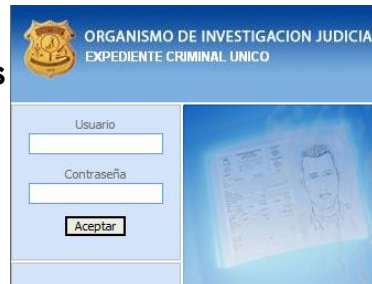 ORGANISMO DE INVESTIGACION JUDICIA
EXPEDIENTE CRIMINAL UNICO
s
Usuario
Contraseña
Aceptar